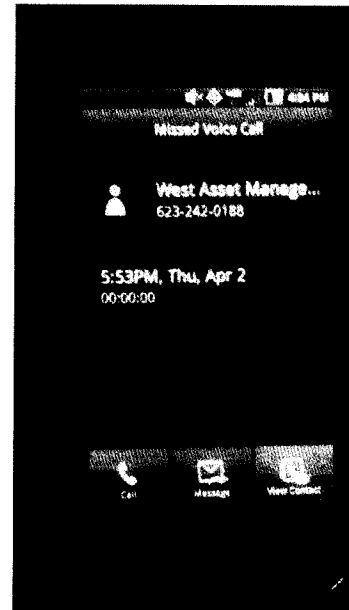 Missed Voice Call
West Asset Manage...
623-242-0188
5:53PM, Thu, Apr 2
00:00:00
Call
Message
View Contact